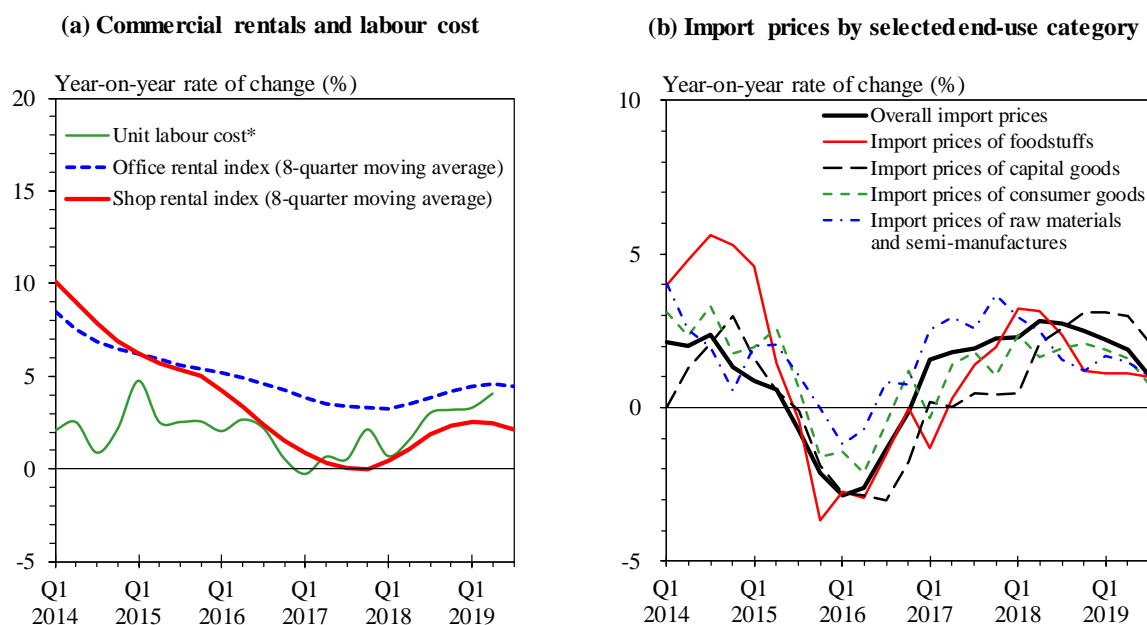 (a) Commercial rentals and labour cost
Year-on-year rate of change (%)
20
15
10
5
0
-5
Unit labour cost*
Office rental index (8-quarter moving average)
Shop rental index (8-quarter moving average)
Q1 Q1 Q1 Q1 Q1 Q1
2014 2015 2016 2017 2018 2019
(b) Import prices by selected end-use category
Year-on-year rate of change (%)
10
5
0
-5
Overall import prices
Import prices of foodstuffs
Import prices of capital goods
Import prices of consumer goods
Import prices of raw materials
and semi-manufactures
Q1 Q1 Q1 Q1 Q1 Q1
2014 2015 2016 2017 2018 2019